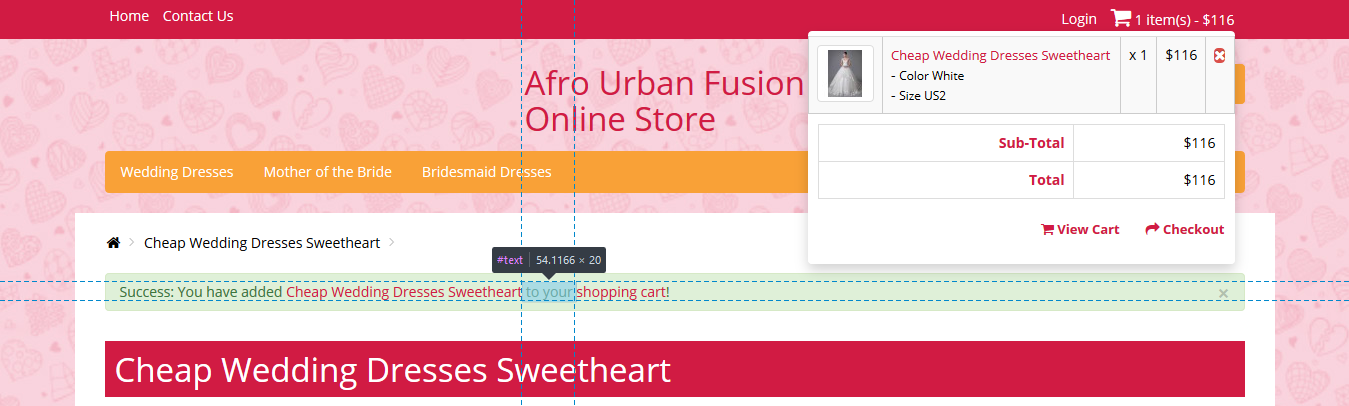 Home Contact Us
Login 1 item(s) - $116
Cheap Wedding Dresses Sweetheart x 1 $116
- Color White
- Size US2
Sub-Total $116
Total $116
View Cart Checkout
Afro Urban Fusion
Online Store
Wedding Dresses Mother of the Bride Bridesmaid Dresses
Cheap Wedding Dresses Sweetheart
#text 54.1166 × 20
Success: You have added Cheap Wedding Dresses Sweetheart to your shopping cart! ×
Cheap Wedding Dresses Sweetheart